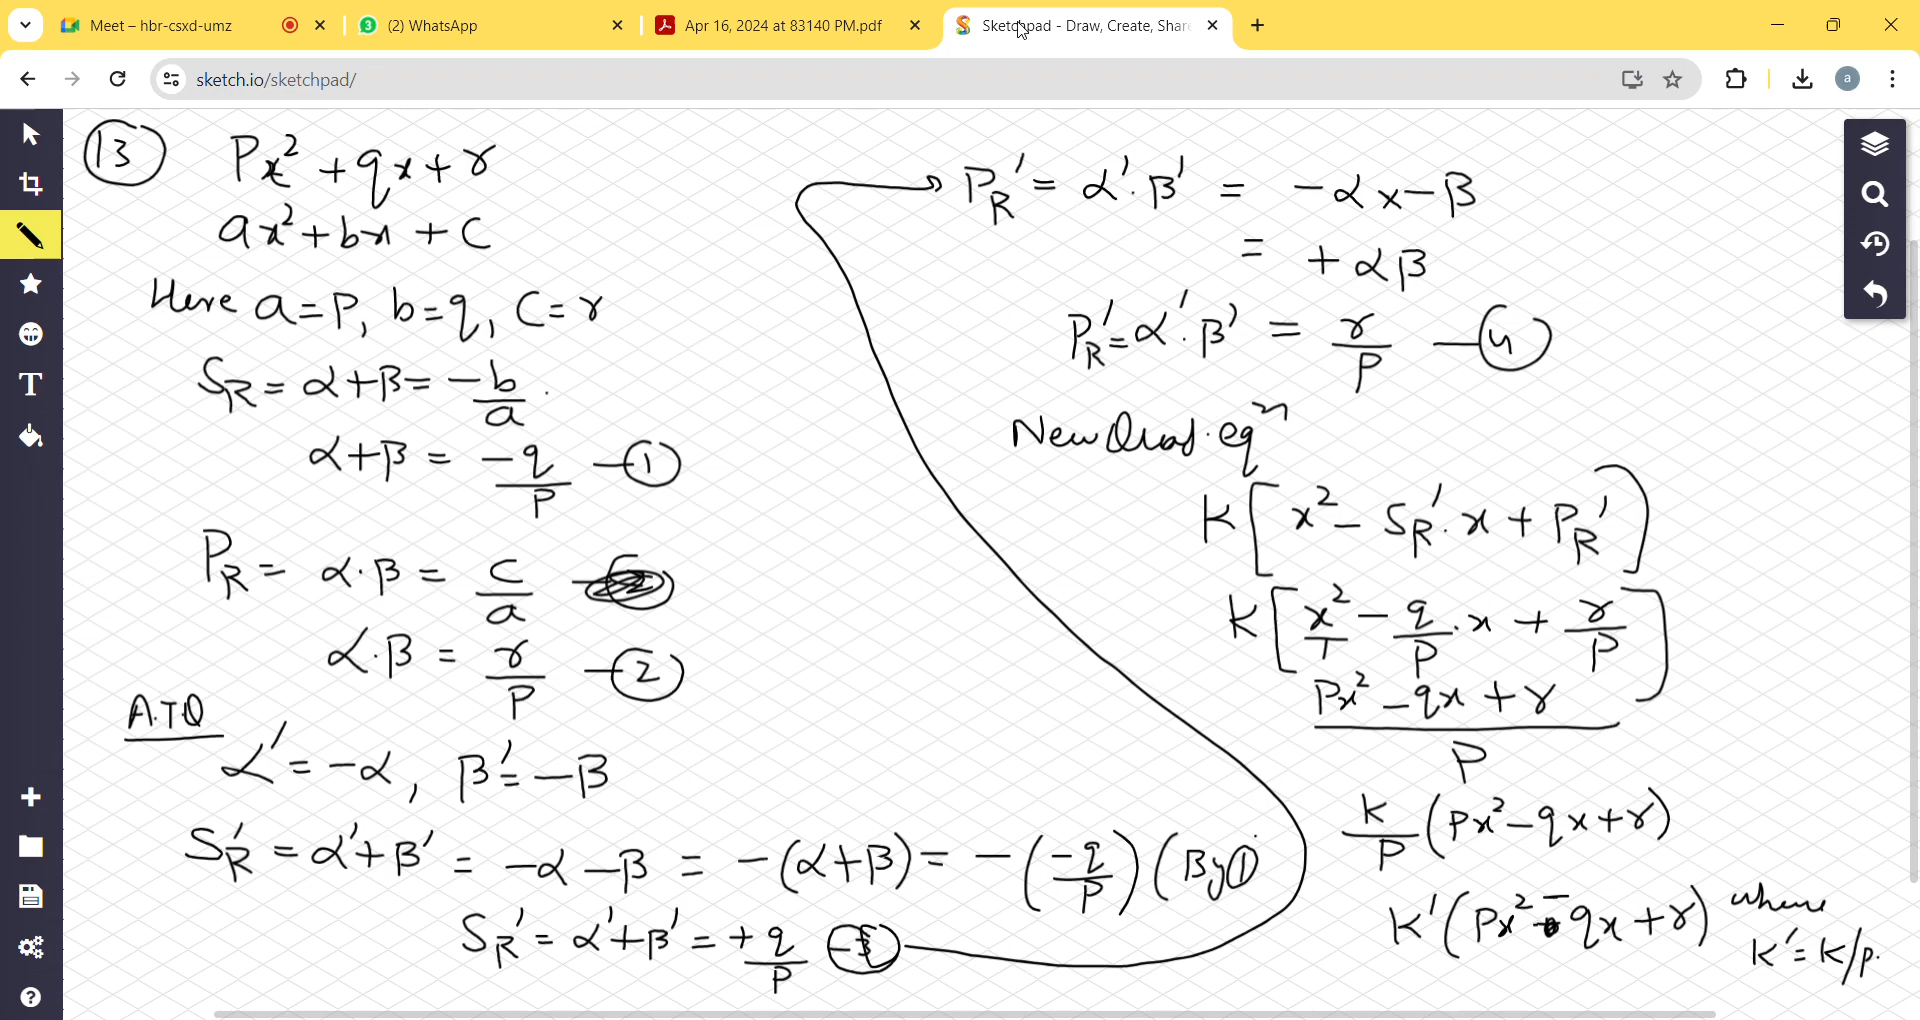 Meet – hbr-csxd-umz
(2) WhatsApp
Apr 16, 2024 at 83140 PM.pdf
Sketchpad - Draw, Create, Share
sketch.io/sketchpad/
a
T
13
Px² + qx + r
ax² + bx + c
Here a = P, b = q, c = r
S_R = α + β = -b/a
α + β = -q/P — 1
P_R = α·β = c/a
α·β = r/P — 2
A.T.Q
α' = -α, β' = -β
S_R' = α' + β' = -α - β = -(α + β) = -(-q/P) (By 1
S_R' = α' + β' = +q/P — 3
P_R' = α'·β' = -α × -β
= + αβ
P_R' = α'·β' = r/P — 4
New Quad. eqⁿ
K[x² - S_R'·x + P_R']
K[x²/1 - q/P·x + r/P]
Px² - qx + r
P
K/P (Px² - qx + r)
K'(Px² - qx + r) where
K' = K/p.